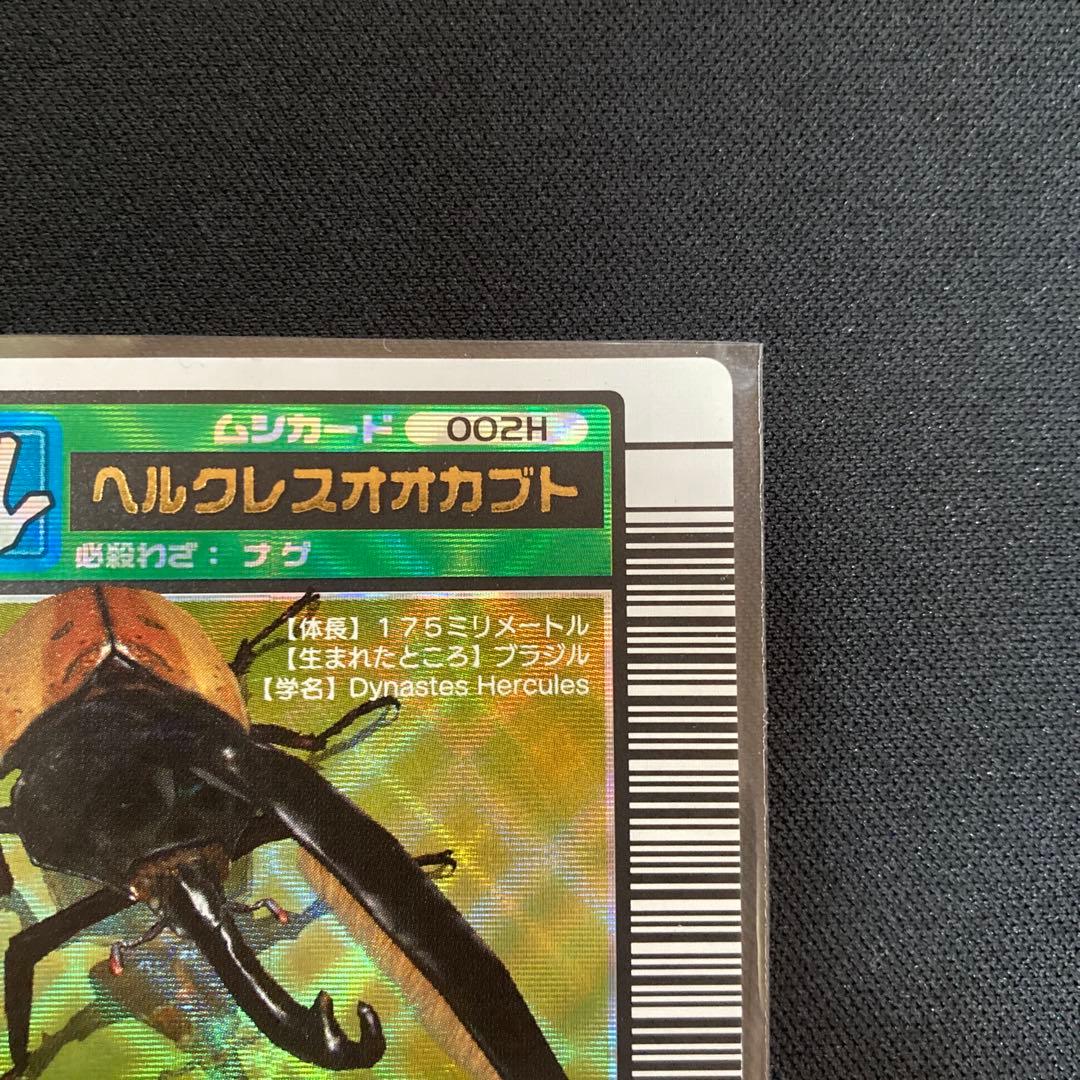 ムシカード 002H
ヘルクレスオオカブト
必殺わざ：ナゲ
【体長】175ミリメートル
【生まれたところ】ブラジル
【学名】Dynastes Hercules